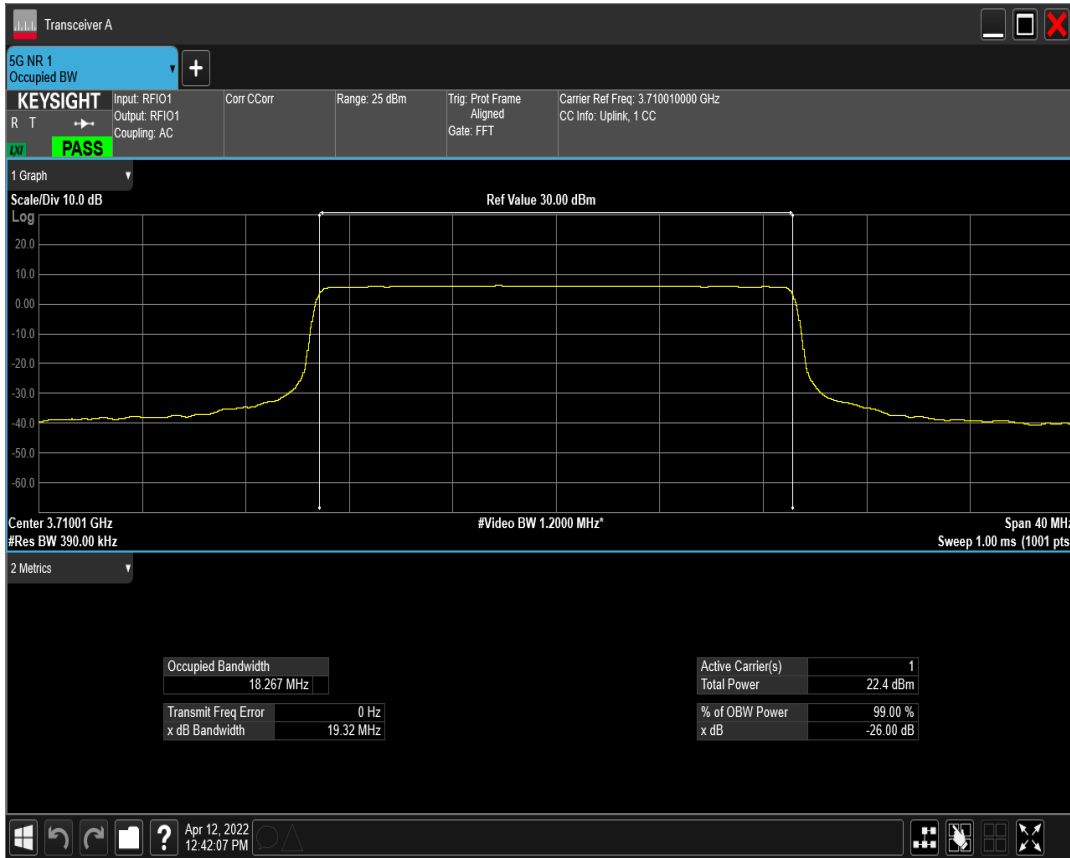 Transceiver A
5G NR 1
Occupied BW
+
KEYSIGHT
Input: RFIO1
Corr CCorr
Range: 25 dBm
Trig: Prot Frame
Carrier Ref Freq: 3.710010000 GHz
R T
Output: RFIO1
Aligned
CC Info: Uplink, 1 CC
Coupling: AC
Gate: FFT
LXI
PASS
1 Graph
Scale/Div 10.0 dB
Ref Value 30.00 dBm
Log
20.0
10.0
0.00
-10.0
-20.0
-30.0
-40.0
-50.0
-60.0
Center 3.71001 GHz
#Video BW 1.2000 MHz*
Span 40 MHz
#Res BW 390.00 kHz
Sweep 1.00 ms (1001 pts
2 Metrics
Occupied Bandwidth
18.267 MHz
Transmit Freq Error 0 Hz
x dB Bandwidth 19.32 MHz
Active Carrier(s) 1
Total Power 22.4 dBm
% of OBW Power 99.00 %
x dB -26.00 dB
?
Apr 12, 2022
12:42:07 PM